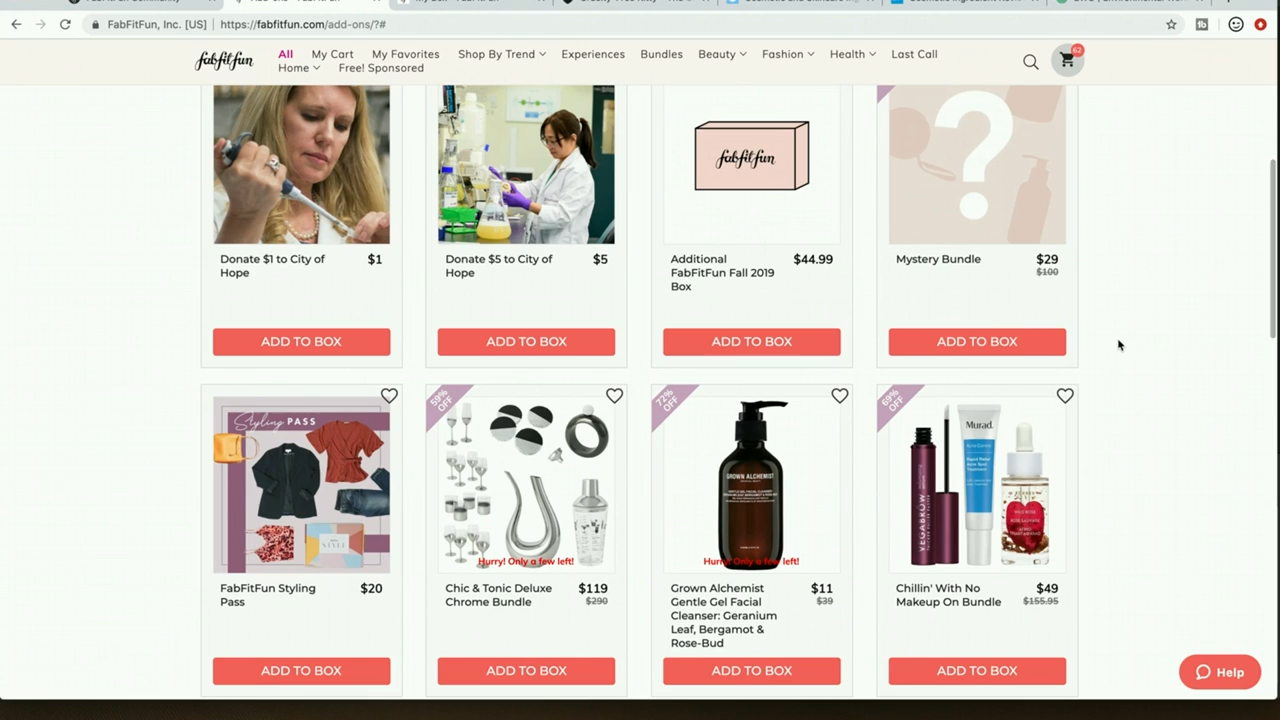 FabFitFun, Inc. [US]
https://fabfitfun.com/add-ons/?#
fabfitfun
All
My Cart
My Favorites
Shop By Trend
Experiences
Bundles
Beauty
Fashion
Health
Last Call
Home
Free! Sponsored
62
Donate $1 to City of
Hope
$1
ADD TO BOX
Donate $5 to City of
Hope
$5
ADD TO BOX
fabfitfun
Additional
FabFitFun Fall 2019
Box
$44.99
ADD TO BOX
?
Mystery Bundle
$29
$100
ADD TO BOX
Styling PASS
FabFitFun Styling
Pass
$20
ADD TO BOX
59%
OFF
Hurry! Only a few left!
Chic & Tonic Deluxe
Chrome Bundle
$119
$290
ADD TO BOX
72%
OFF
GROWN ALCHEMIST
Hurry! Only a few left!
Grown Alchemist
Gentle Gel Facial
Cleanser: Geranium
Leaf, Bergamot &
Rose-Bud
$11
$39
ADD TO BOX
69%
OFF
VEGABROW
Murad.
Chillin' With No
Makeup On Bundle
$49
$155.95
ADD TO BOX
Help